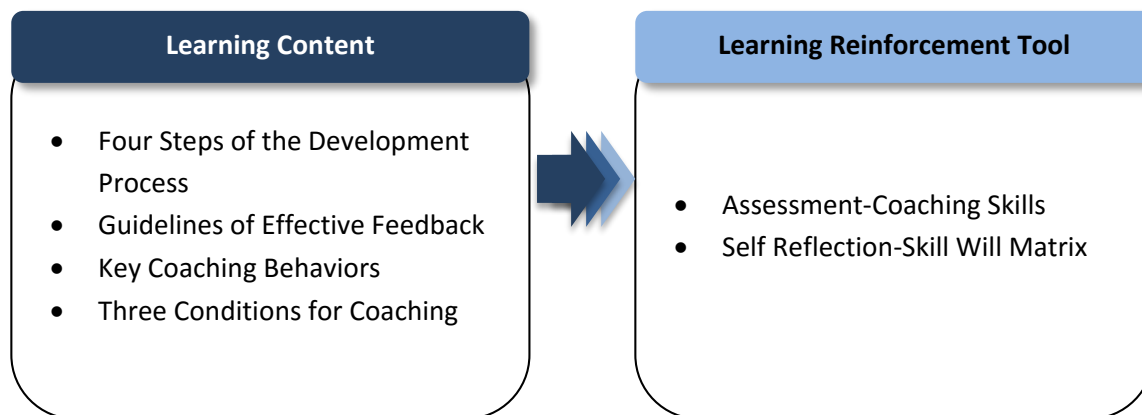 Learning Content
• Four Steps of the Development
Process
• Guidelines of Effective Feedback
• Key Coaching Behaviors
• Three Conditions for Coaching
Learning Reinforcement Tool
• Assessment-Coaching Skills
• Self Reflection-Skill Will Matrix